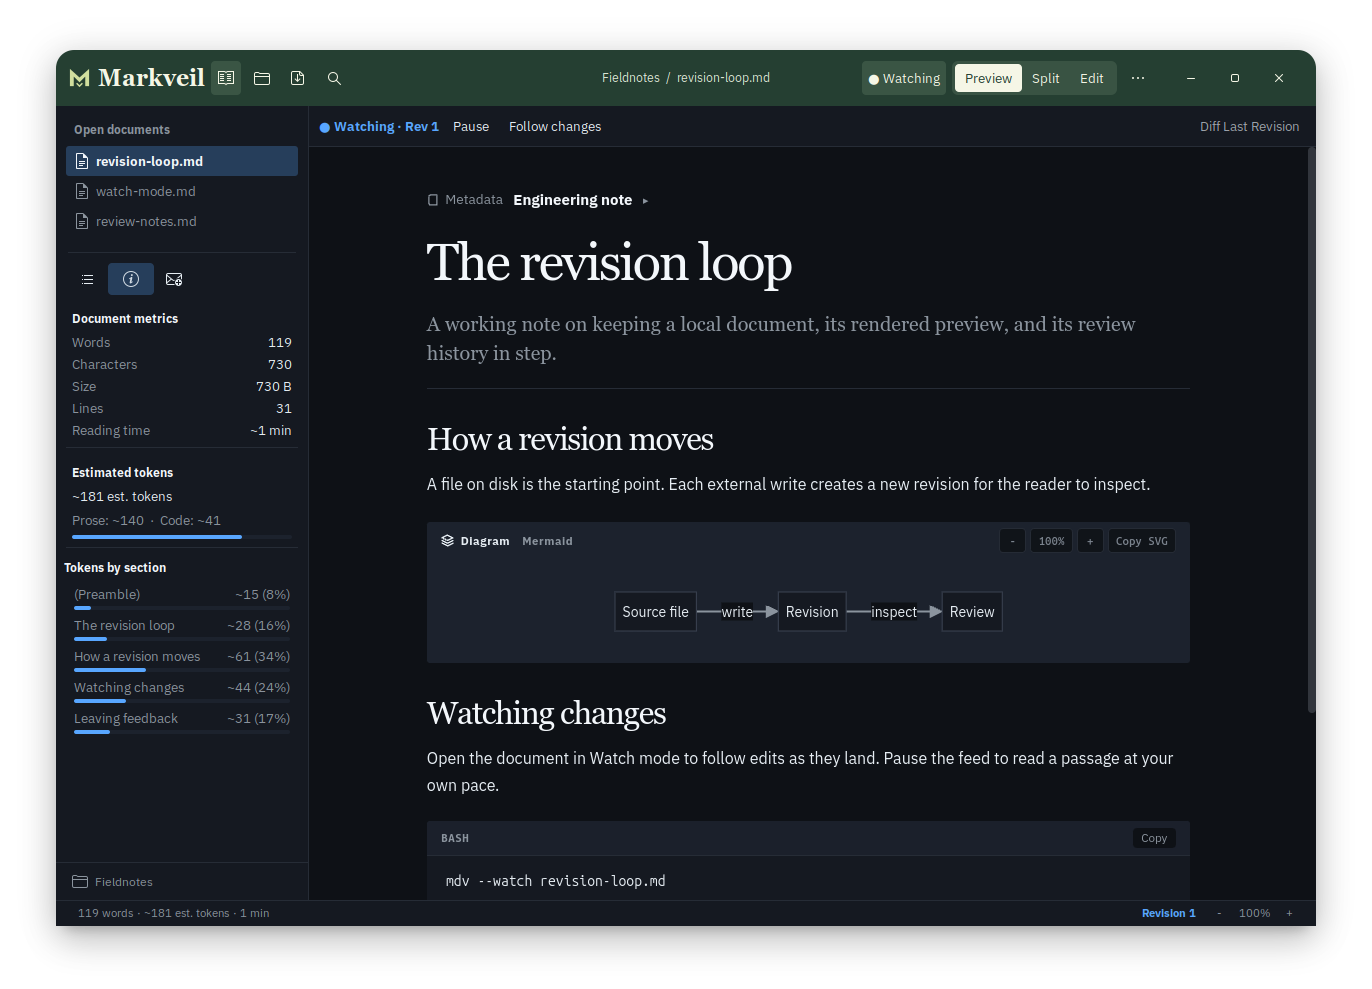 Markveil
Fieldnotes / revision-loop.md
Watching
Preview Split Edit
Open documents
revision-loop.md
watch-mode.md
review-notes.md
Document metrics
Words 119
Characters 730
Size 730 B
Lines 31
Reading time ~1 min
Estimated tokens
~181 est. tokens
Prose: ~140 · Code: ~41
Tokens by section
(Preamble) ~15 (8%)
The revision loop ~28 (16%)
How a revision moves ~61 (34%)
Watching changes ~44 (24%)
Leaving feedback ~31 (17%)
Fieldnotes
Watching · Rev 1 Pause Follow changes Diff Last Revision
Metadata Engineering note
The revision loop
A working note on keeping a local document, its rendered preview, and its review
history in step.
How a revision moves
A file on disk is the starting point. Each external write creates a new revision for the reader to inspect.
Diagram Mermaid - 100% + Copy SVG
Source file write Revision inspect Review
Watching changes
Open the document in Watch mode to follow edits as they land. Pause the feed to read a passage at your
own pace.
BASH Copy
mdv --watch revision-loop.md
119 words · ~181 est. tokens · 1 min Revision 1 - 100% +